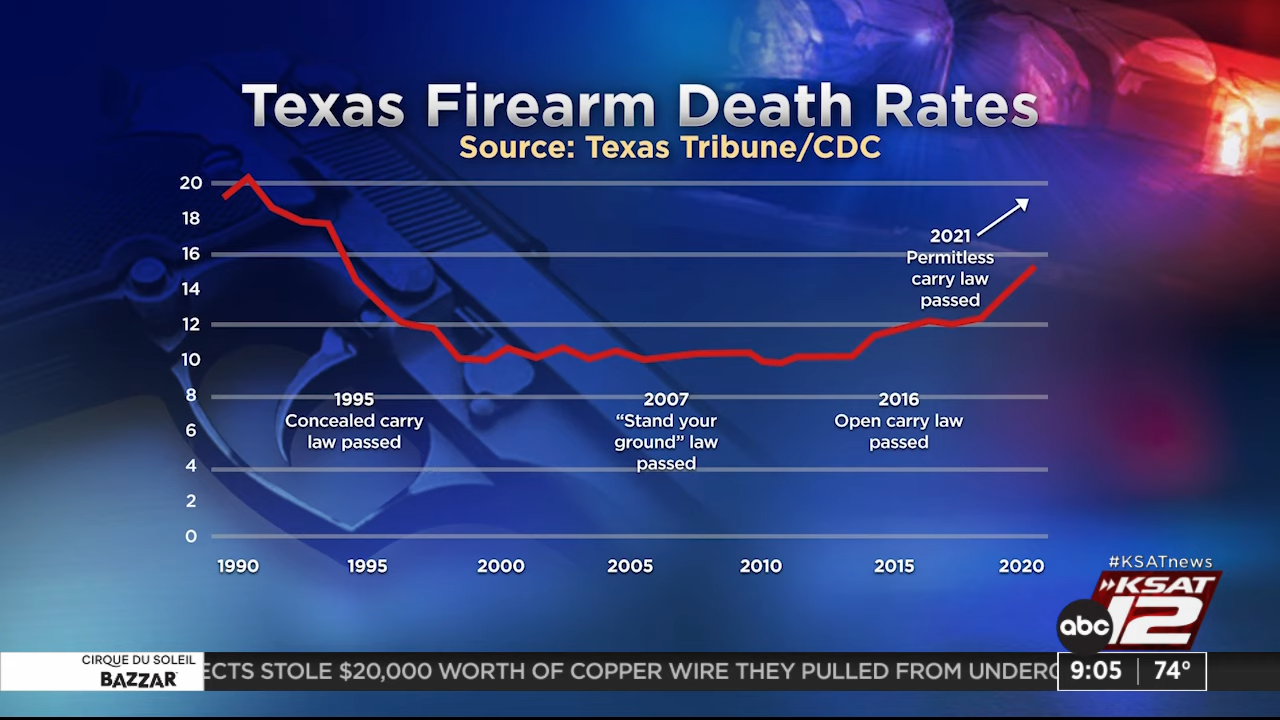 Texas Firearm Death Rates
Source: Texas Tribune/CDC
20
18
16
14
12
10
8
6
4
2
0
2021
Permitless
carry law
passed
1995
Concealed carry
law passed
2007
“Stand your
ground” law
passed
2016
Open carry law
passed
1990 1995 2000 2005 2010 2015 2020
#KSATnews
KSAT
abc 12
CIRQUE DU SOLEIL
BAZZAR
ECTS STOLE $20,000 WORTH OF COPPER WIRE THEY PULLED FROM UNDERG
9:05 74°